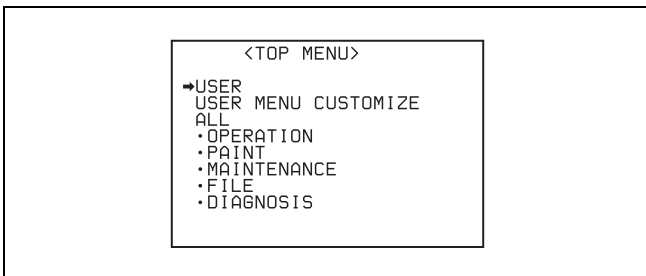 <TOP MENU>
➡USER
USER MENU CUSTOMIZE
ALL
•OPERATION
•PAINT
•MAINTENANCE
•FILE
•DIAGNOSIS